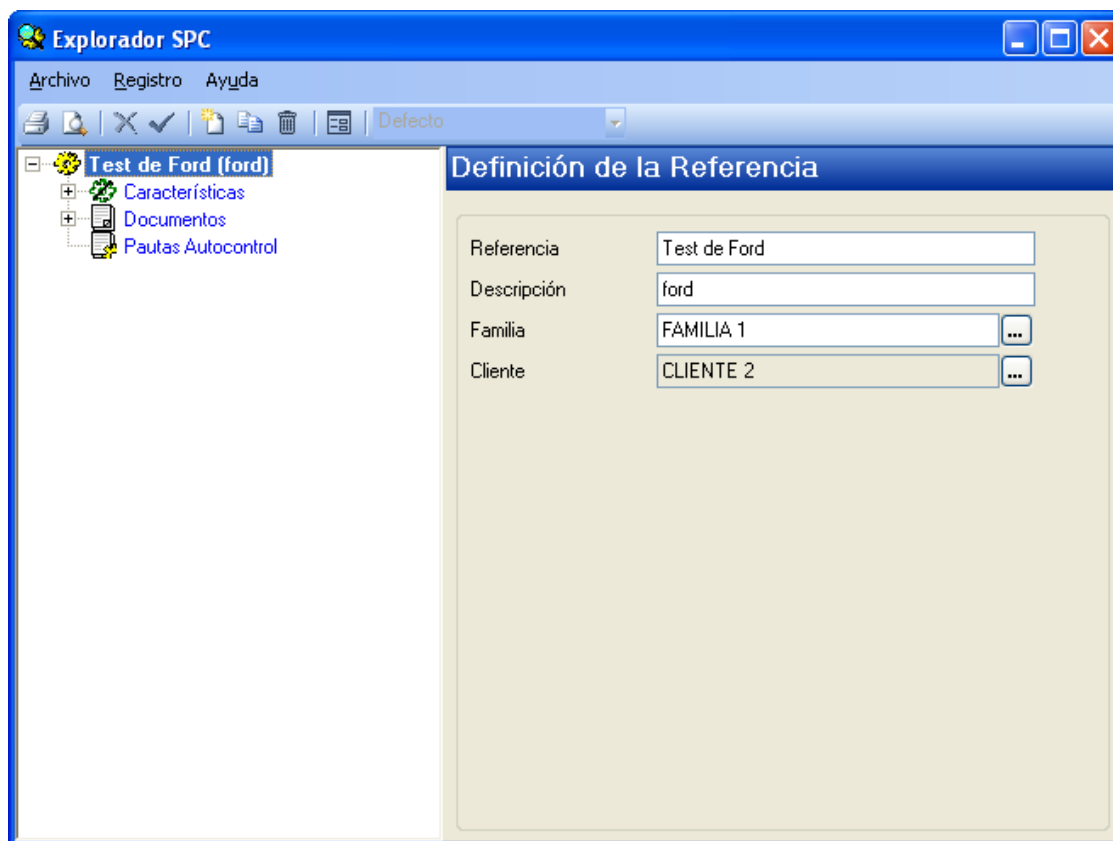 Explorador SPC
Archivo Registro Ayuda
Defecto
Test de Ford (ford)
Características
Documentos
Pautas Autocontrol
Definición de la Referencia
Referencia Test de Ford
Descripción ford
Familia FAMILIA 1 ...
Cliente CLIENTE 2 ...